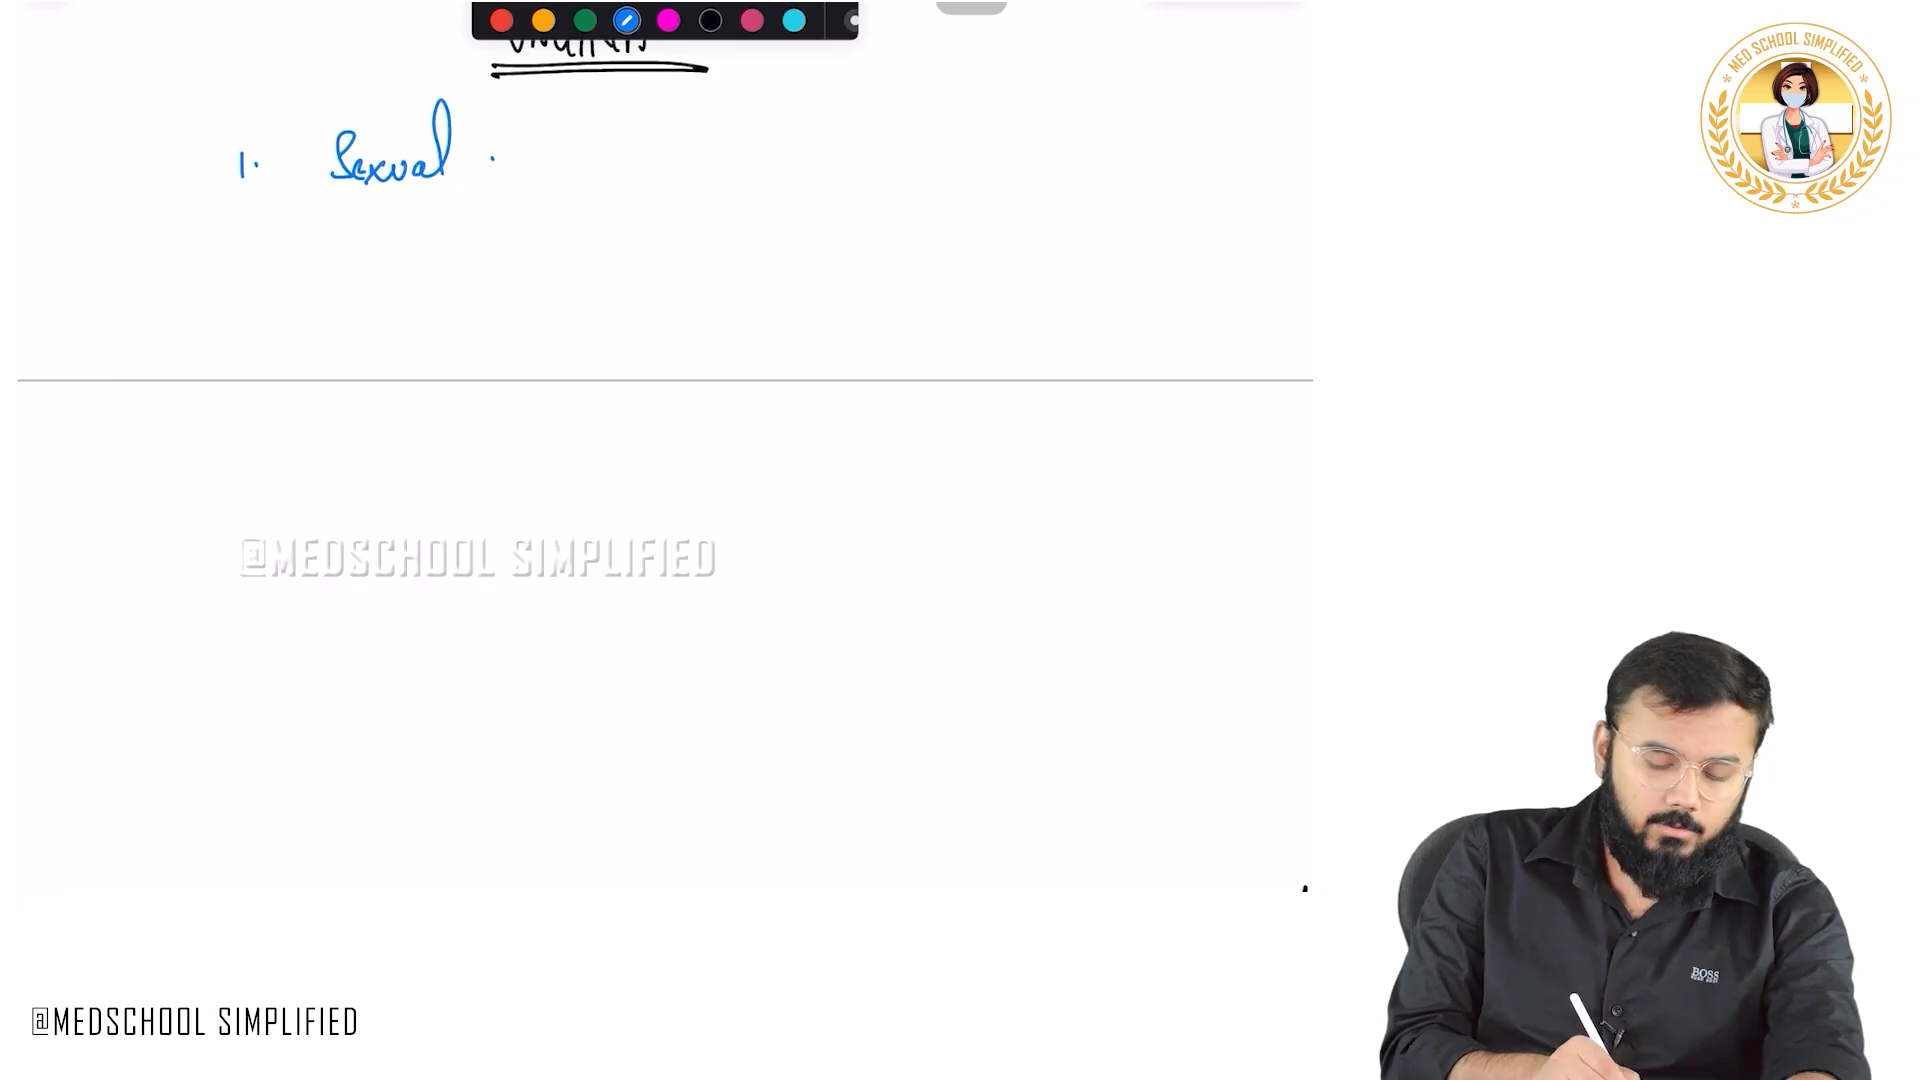 MED SCHOOL SIMPLIFIED
1. Sexual
@MEDSCHOOL SIMPLIFIED
BOSS
@MEDSCHOOL SIMPLIFIED